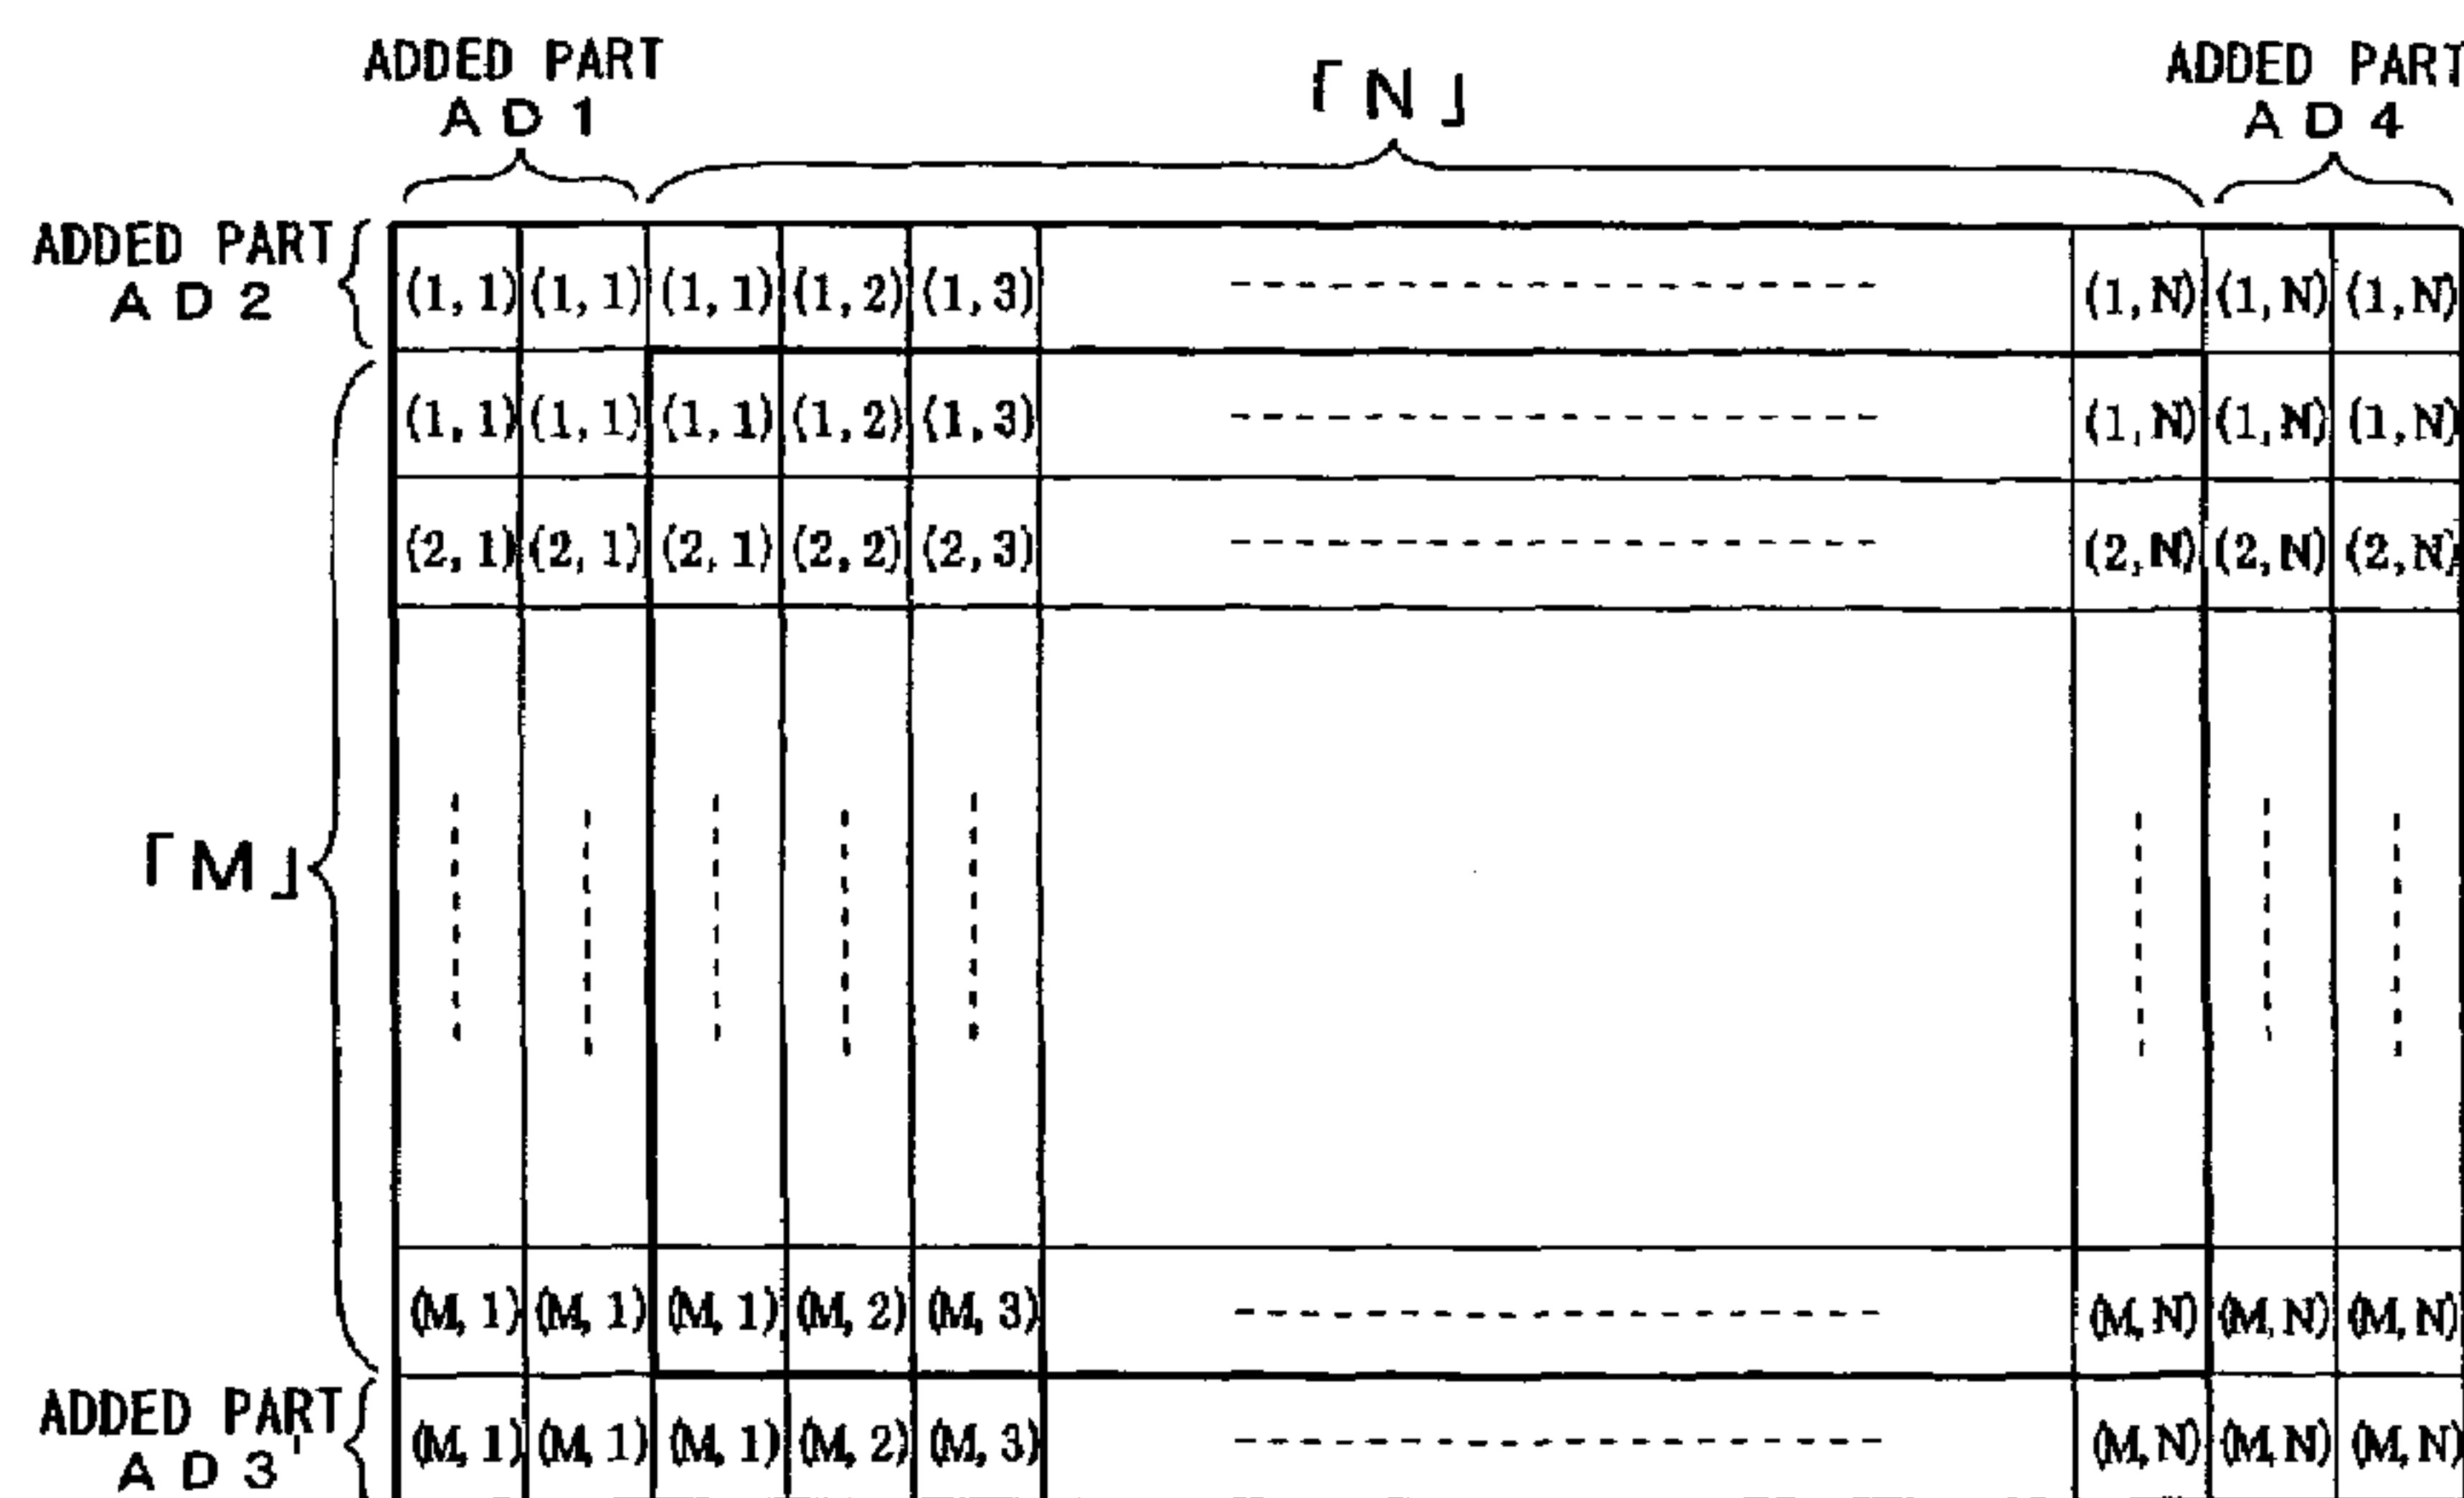 ADDED PART
AD1
「N」
ADDED PART
AD4
ADDED PART
AD2
(1,1) (1,1) (1,1) (1,2) (1,3) (1,N) (1,N) (1,N)
(1,1) (1,1) (1,1) (1,2) (1,3) (1,N) (1,N) (1,N)
(2,1) (2,1) (2,1) (2,2) (2,3) (2,N) (2,N) (2,N)
「M」
(M,1) (M,1) (M,1) (M,2) (M,3) (M,N) (M,N) (M,N)
ADDED PART
AD3'
(M,1) (M,1) (M,1) (M,2) (M,3) (M,N) (M,N) (M,N)